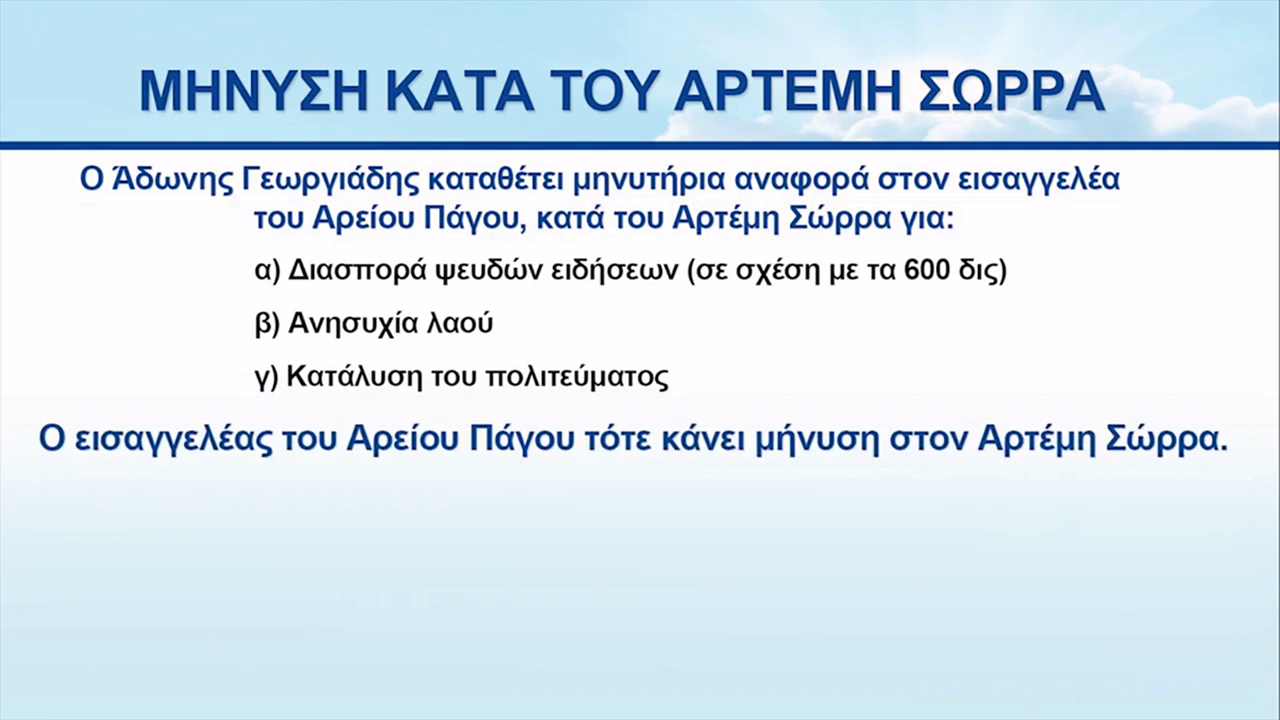 ΜΗΝΥΣΗ ΚΑΤΑ ΤΟΥ ΑΡΤΕΜΗ ΣΩΡΡΑ
Ο Άδωνης Γεωργιάδης καταθέτει μηνυτήρια αναφορά στον εισαγγελέα
του Αρείου Πάγου, κατά του Αρτέμη Σώρρα για:
α) Διασπορά ψευδών ειδήσεων (σε σχέση με τα 600 δις)
β) Ανησυχία λαού
γ) Κατάλυση του πολιτεύματος
Ο εισαγγελέας του Αρείου Πάγου τότε κάνει μήνυση στον Αρτέμη Σώρρα.